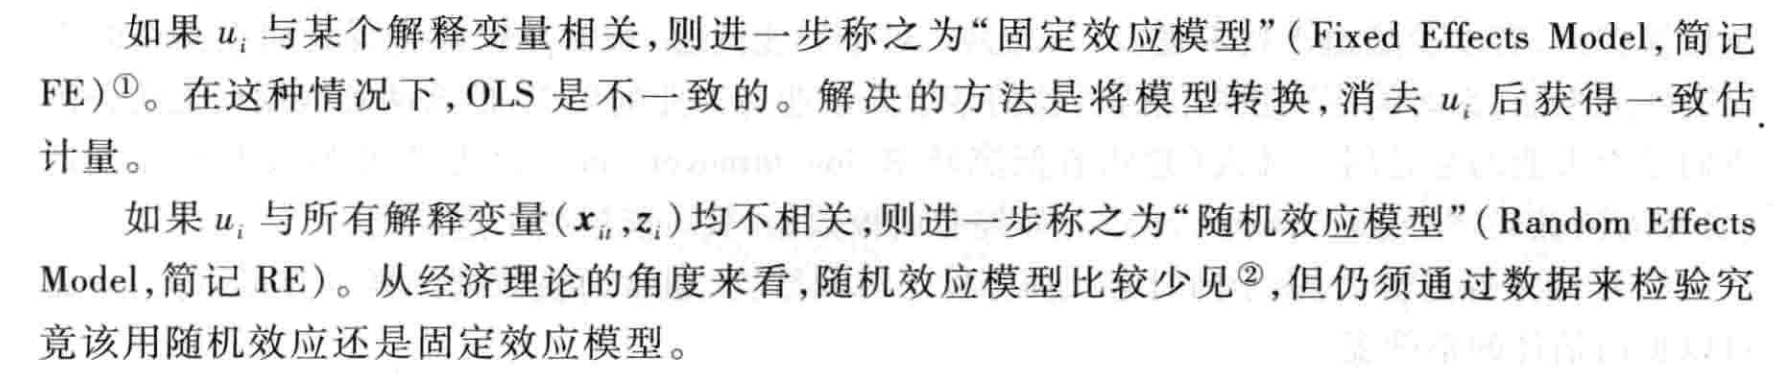 如果 uᵢ 与某个解释变量相关,则进一步称之为“固定效应模型”(Fixed Effects Model,简记
FE)①。在这种情况下,OLS 是不一致的。解决的方法是将模型转换,消去 uᵢ 后获得一致估
计量。
如果 uᵢ 与所有解释变量(xᵢₜ,zᵢ)均不相关,则进一步称之为“随机效应模型”(Random Effects
Model,简记 RE)。从经济理论的角度来看,随机效应模型比较少见②,但仍须通过数据来检验究
竟该用随机效应还是固定效应模型。